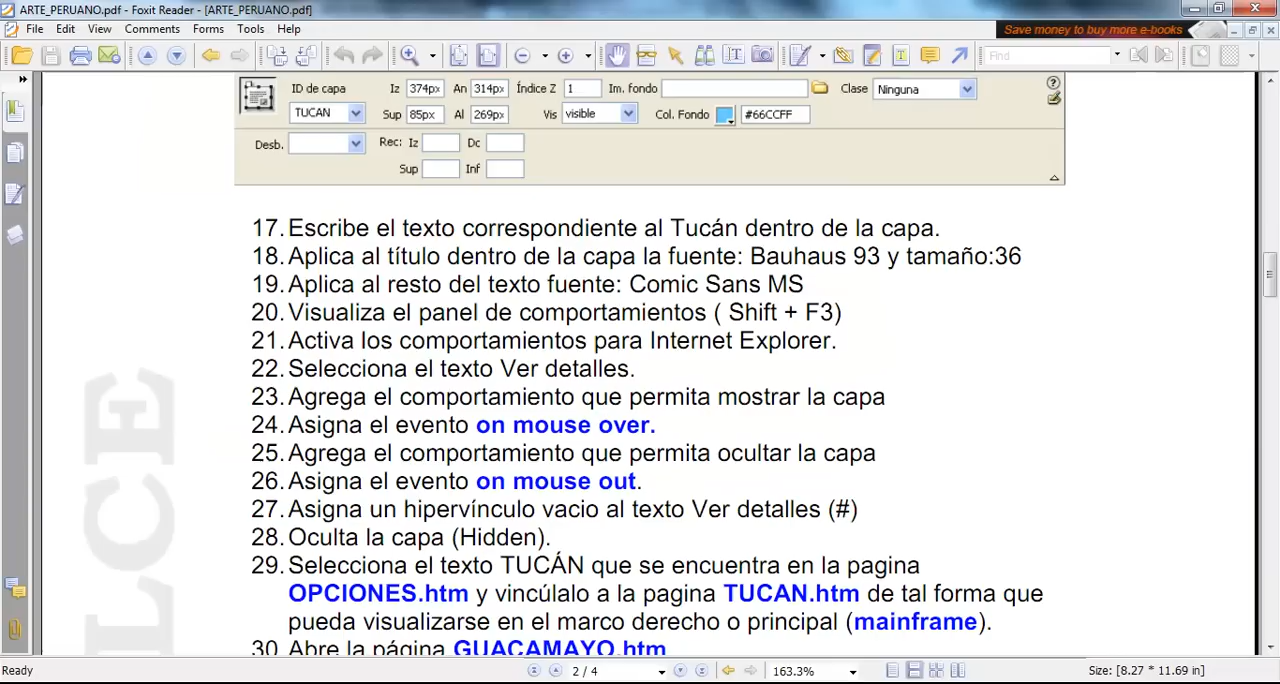 ARTE_PERUANO.pdf - Foxit Reader - [ARTE_PERUANO.pdf]
File Edit View Comments Forms Tools Help
Save money to buy more e-books
Find
ID de capa Iz 374px An 314px Índice Z 1 Im. fondo Clase Ninguna
TUCAN Sup 85px Al 269px Vis visible Col. Fondo #66CCFF
Desb. Rec: Iz Dc
Sup Inf
17. Escribe el texto correspondiente al Tucán dentro de la capa.
18. Aplica al título dentro de la capa la fuente: Bauhaus 93 y tamaño:36
19. Aplica al resto del texto fuente: Comic Sans MS
20. Visualiza el panel de comportamientos ( Shift + F3)
21. Activa los comportamientos para Internet Explorer.
22. Selecciona el texto Ver detalles.
23. Agrega el comportamiento que permita mostrar la capa
24. Asigna el evento on mouse over.
25. Agrega el comportamiento que permita ocultar la capa
26. Asigna el evento on mouse out.
27. Asigna un hipervínculo vacio al texto Ver detalles (#)
28. Oculta la capa (Hidden).
29. Selecciona el texto TUCÁN que se encuentra en la pagina
OPCIONES.htm y vincúlalo a la pagina TUCAN.htm de tal forma que
pueda visualizarse en el marco derecho o principal (mainframe).
30. Abre la página GUACAMAYO.htm
LCE
Ready 2 / 4 163.3% Size: [8.27 * 11.69 in]